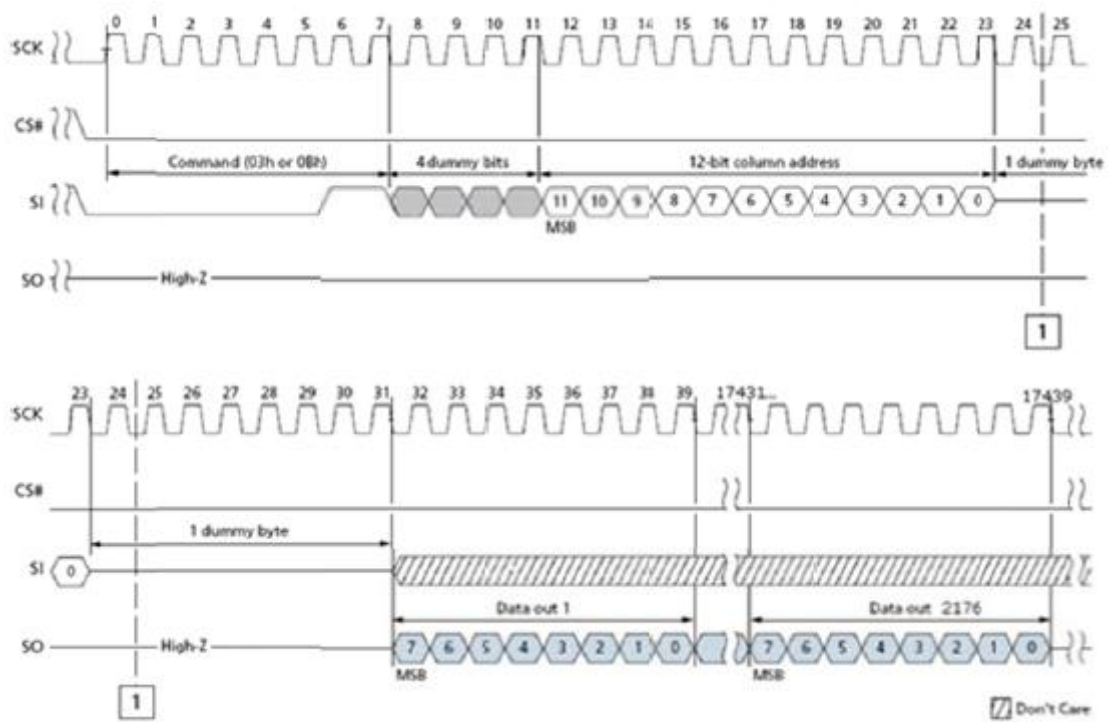 0 1 2 3 4 5 6 7 8 9 10 11 12 13 14 15 16 17 18 19 20 21 22 23 24 25
SCK
CS#
Command (03h or 0Bh) 4 dummy bits 12-bit column address 1 dummy byte
SI 11 10 9 8 7 6 5 4 3 2 1 0
MSB
SO High-Z
1
23 24 25 26 27 28 29 30 31 32 33 34 35 36 37 38 39 17431... 17439
SCK
CS#
1 dummy byte
SI 0
Data out 1 Data out 2176
SO High-Z 7 6 5 4 3 2 1 0 7 6 5 4 3 2 1 0
MSB MSB
1
Don't Care